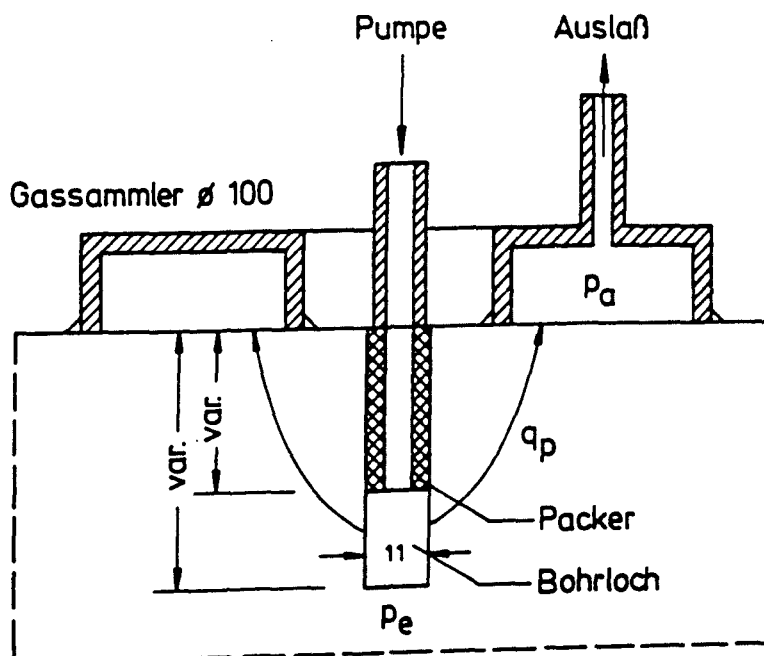 Pumpe
Auslaß
Gassammler ø 100
pa
var.
var.
qp
Packer
11
Bohrloch
pe